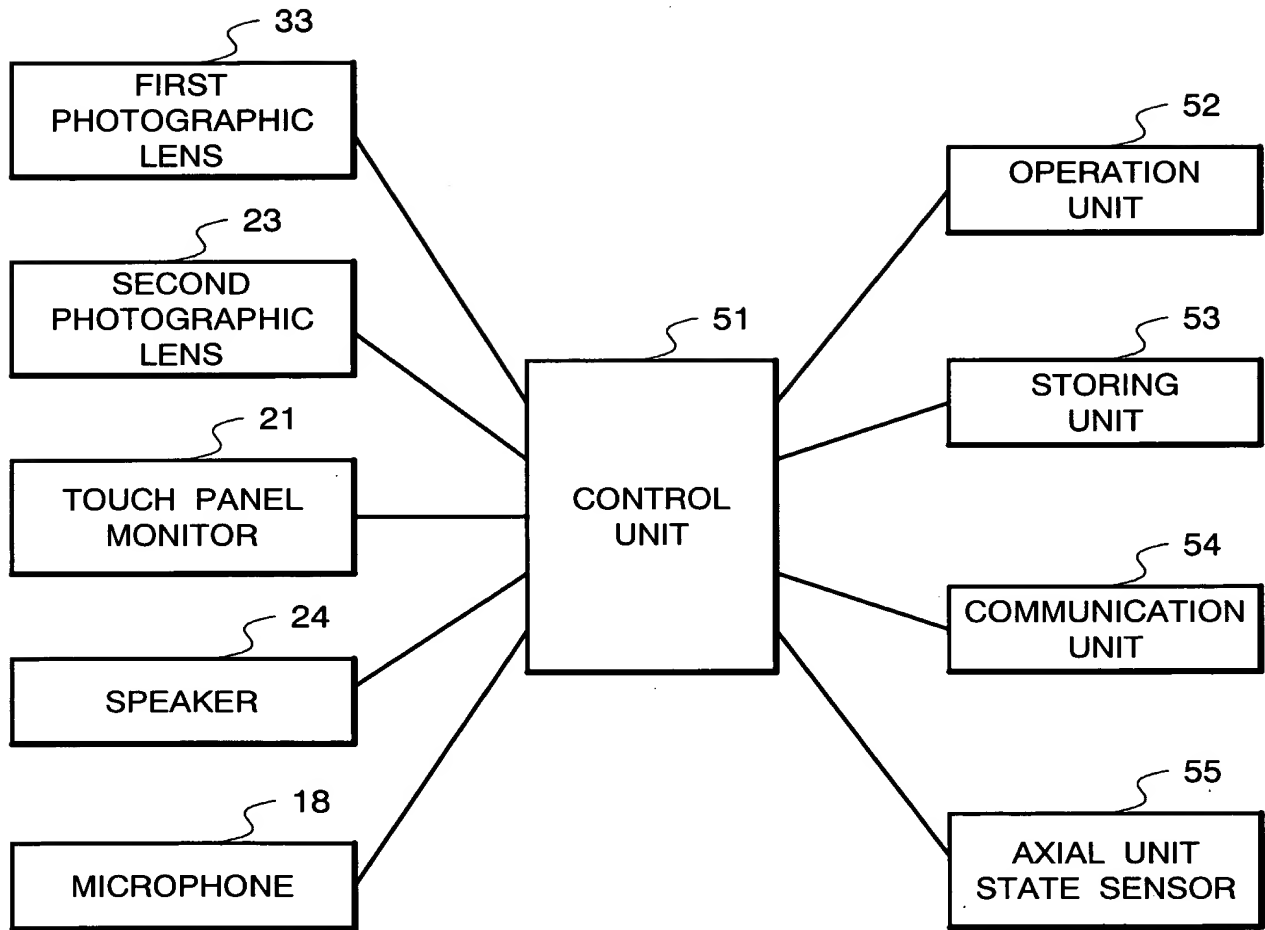 33
FIRST
PHOTOGRAPHIC
LENS
23
SECOND
PHOTOGRAPHIC
LENS
21
TOUCH PANEL
MONITOR
24
SPEAKER
18
MICROPHONE
51
CONTROL
UNIT
52
OPERATION
UNIT
53
STORING
UNIT
54
COMMUNICATION
UNIT
55
AXIAL UNIT
STATE SENSOR